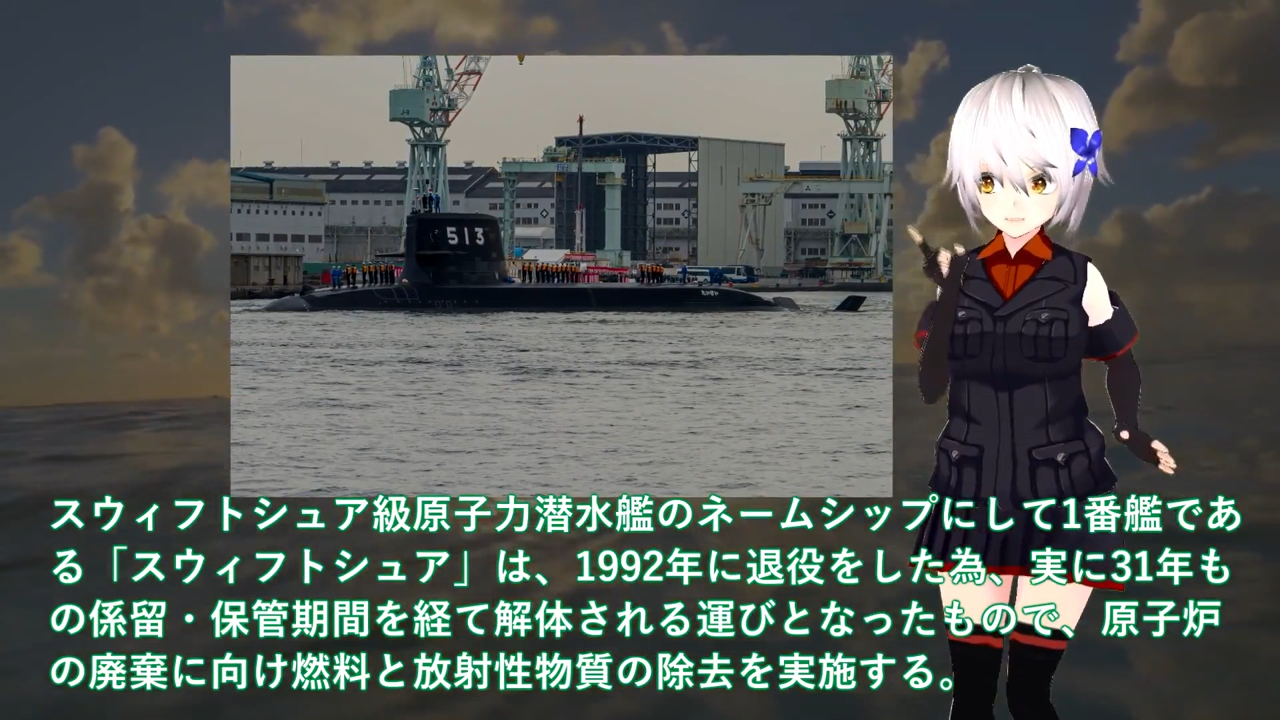 513
スウィフトシュア級原子力潜水艦のネームシップにして1番艦であ
る「スウィフトシュア」は、1992年に退役をした為、実に31年も
の係留・保管期間を経て解体される運びとなったもので、原子炉
の廃棄に向け燃料と放射性物質の除去を実施する。